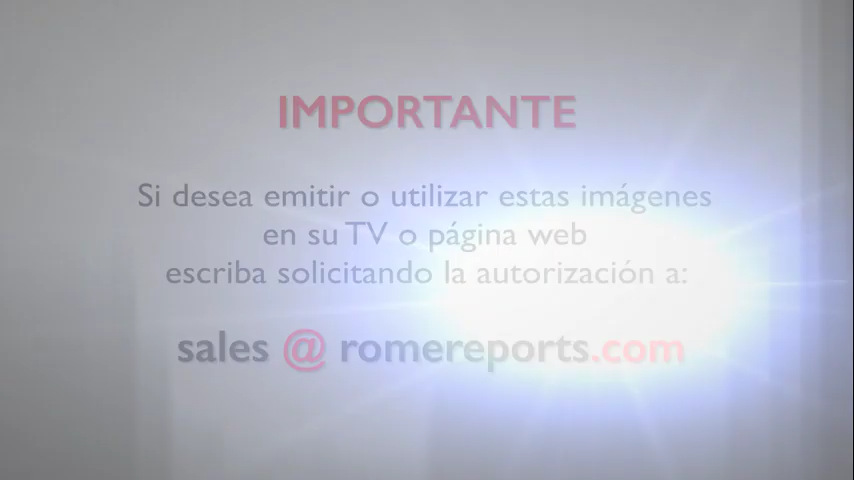 IMPORTANTE
Si desea emitir o utilizar estas imágenes
en su TV o página web
escriba solicitando la autorización a:
sales @ romereports.com